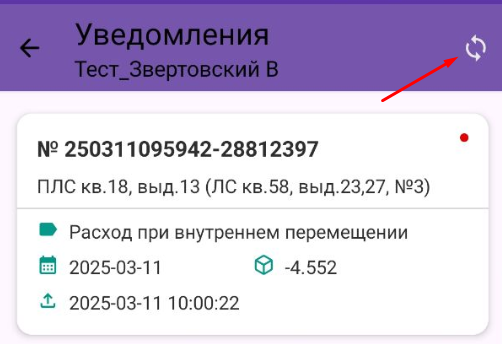 Уведомления
Тест_Звертовский В
№ 250311095942-28812397
ПЛС кв.18, выд.13 (ЛС кв.58, выд.23,27, №3)
Расход при внутреннем перемещении
2025-03-11 -4.552
2025-03-11 10:00:22